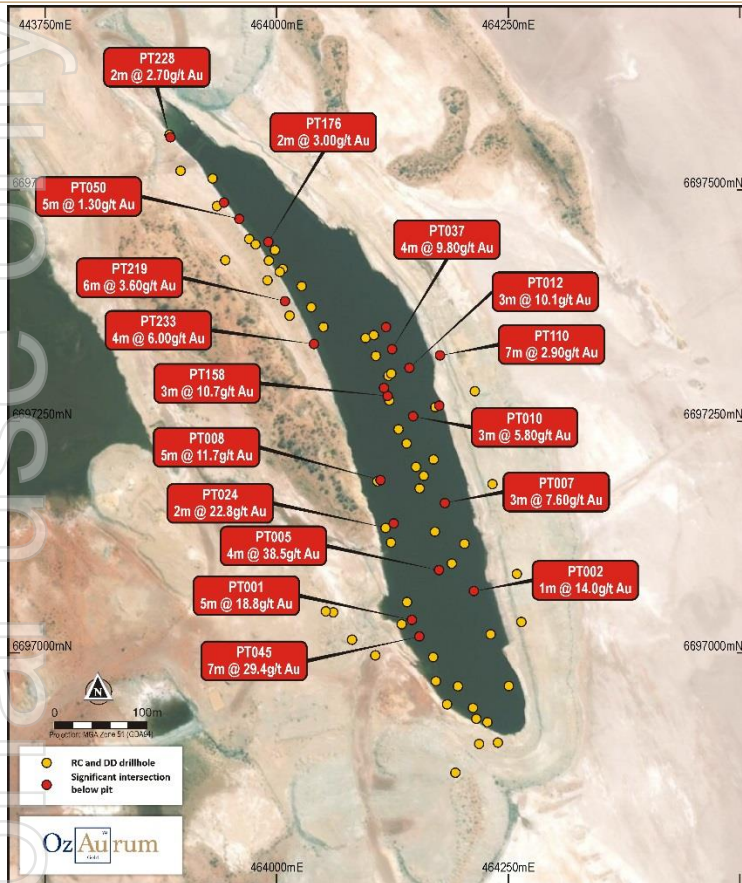 443750mE
464000mE
464250mE
PT228
2m @ 2.70g/t Au
PT176
2m @ 3.00g/t Au
6697500mN
PT050
5m @ 1.30g/t Au
PT037
4m @ 9.80g/t Au
PT219
6m @ 3.60g/t Au
PT012
3m @ 10.1g/t Au
PT233
4m @ 6.00g/t Au
PT110
7m @ 2.90g/t Au
PT158
3m @ 10.7g/t Au
6697250mN
6697250mN
PT010
3m @ 5.80g/t Au
PT008
5m @ 11.7g/t Au
PT007
3m @ 7.60g/t Au
PT024
2m @ 22.8g/t Au
PT005
4m @ 38.5g/t Au
PT002
1m @ 14.0g/t Au
PT001
5m @ 18.8g/t Au
6697000mN
6697000mN
PT045
7m @ 29.4g/t Au
N
0 100m
Projection: MGA Zone 51 (GDA94)
RC and DD drillhole
Significant intersection
below pit
OzAurum
Gold
464000mE
464250mE